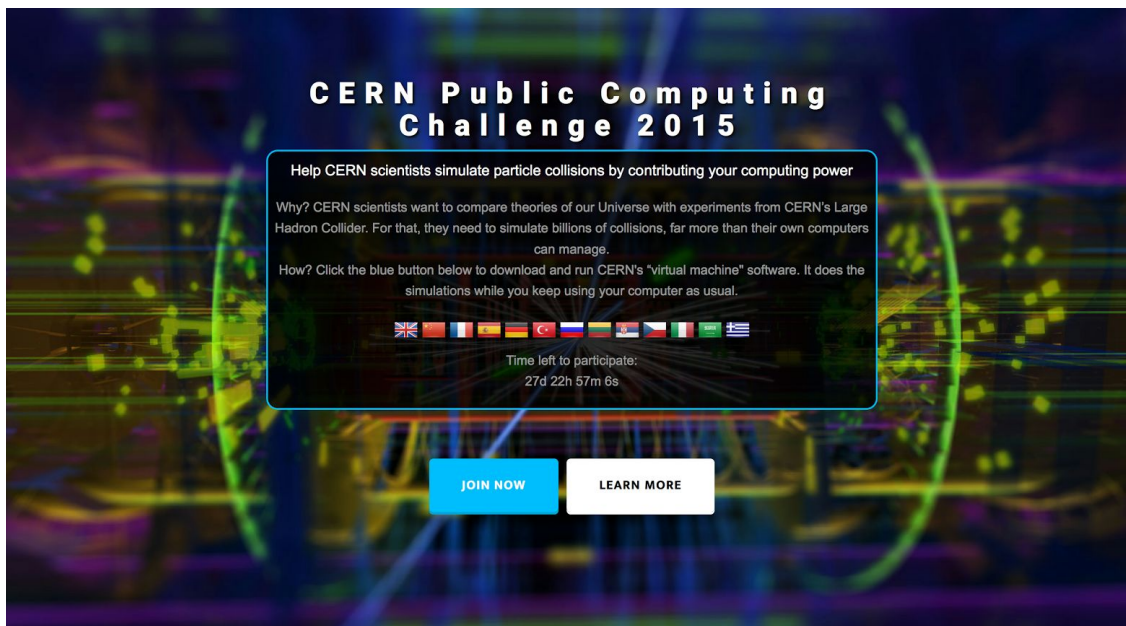 CERN Public Computing
Challenge 2015
Help CERN scientists simulate particle collisions by contributing your computing power
Why? CERN scientists want to compare theories of our Universe with experiments from CERN's Large
Hadron Collider. For that, they need to simulate billions of collisions, far more than their own computers
can manage.
How? Click the blue button below to download and run CERN's "virtual machine" software. It does the
simulations while you keep using your computer as usual.
Time left to participate:
27d 22h 57m 6s
JOIN NOW
LEARN MORE